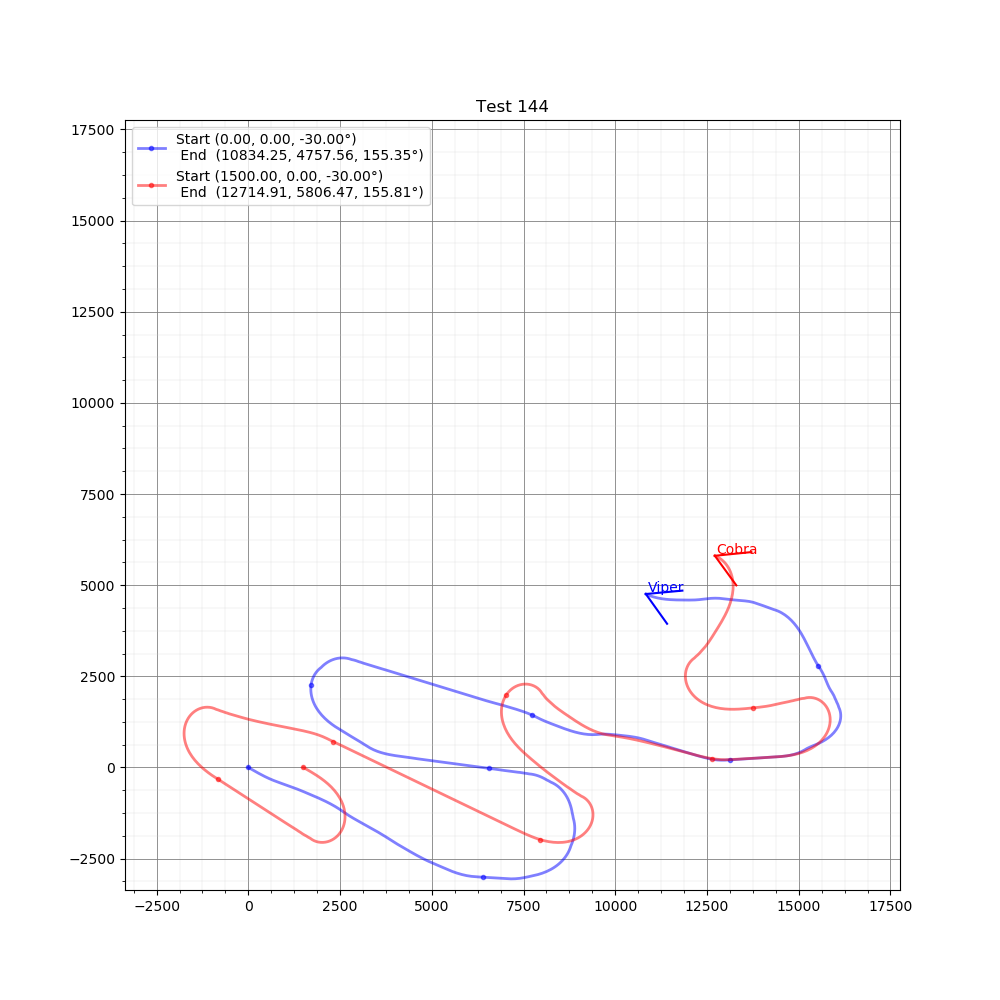 Test 144
Start (0.00, 0.00, -30.00°)
End (10834.25, 4757.56, 155.35°)
Start (1500.00, 0.00, -30.00°)
End (12714.91, 5806.47, 155.81°)
17500
15000
12500
10000
7500
5000
2500
0
−2500
Cobra
Viper
−2500 0 2500 5000 7500 10000 12500 15000 17500